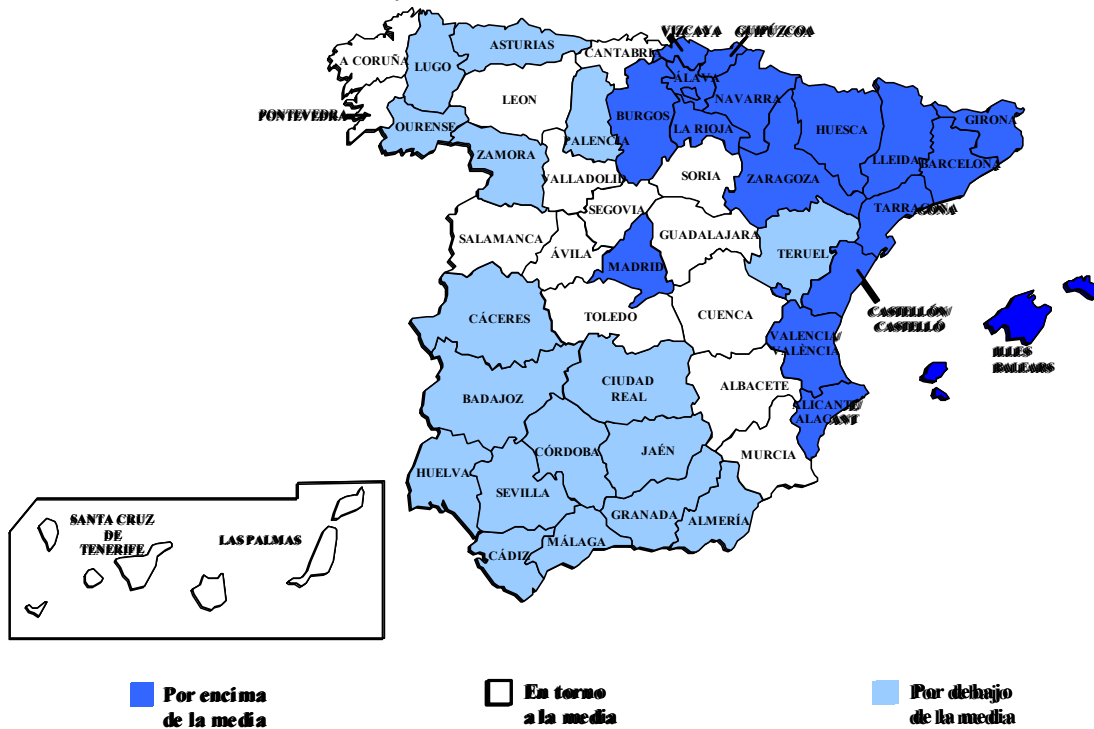 VIZCAYA
GUIPÚZCOA
ASTURIAS
CANTABRIA
A CORUÑA
LUGO
ÁLAVA
LEON
NAVARRA
PONTEVEDRA
BURGOS
GIRONA
OURENSE
LA RIOJA
HUESCA
PALENCIA
ZAMORA
LLEIDA
BARCELONA
VALLADOLID
SORIA
ZARAGOZA
SEGOVIA
TARRAGONA
SALAMANCA
GUADALAJARA
ÁVILA
TERUEL
MADRID
CÁCERES
TOLEDO
CUENCA
CASTELLÓN/
CASTELLÓ
VALENCIA/
VALÈNCIA
ILLES
BALEARS
BADAJOZ
CIUDAD
REAL
ALBACETE
ALICANTE/
ALACANT
CÓRDOBA
JAÉN
MURCIA
HUELVA
SEVILLA
GRANADA
ALMERÍA
MÁLAGA
CÁDIZ
SANTA CRUZ
DE
TENERIFE
LAS PALMAS
Por encima
de la media
En torno
a la media
Por debajo
de la media